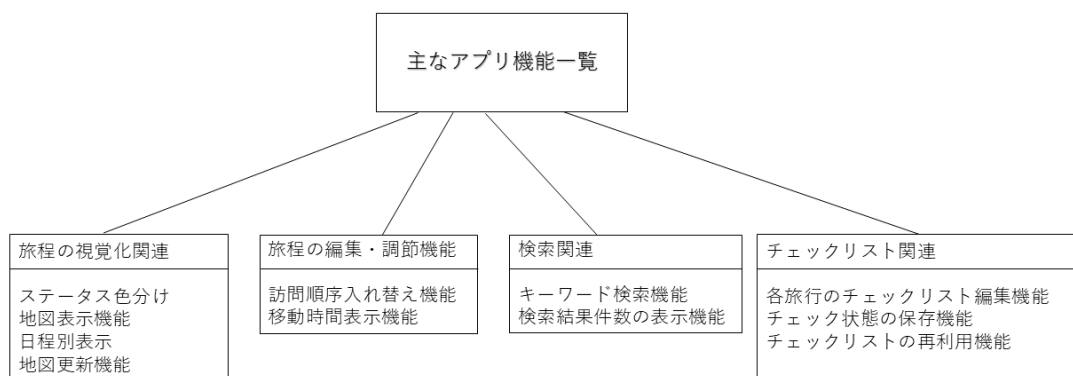 主なアプリ機能一覧
旅程の視覚化関連
ステータス色分け
地図表示機能
日程別表示
地図更新機能
旅程の編集・調節機能
訪問順序入れ替え機能
移動時間表示機能
検索関連
キーワード検索機能
検索結果件数の表示機能
チェックリスト関連
各旅行のチェックリスト編集機能
チェック状態の保存機能
チェックリストの再利用機能